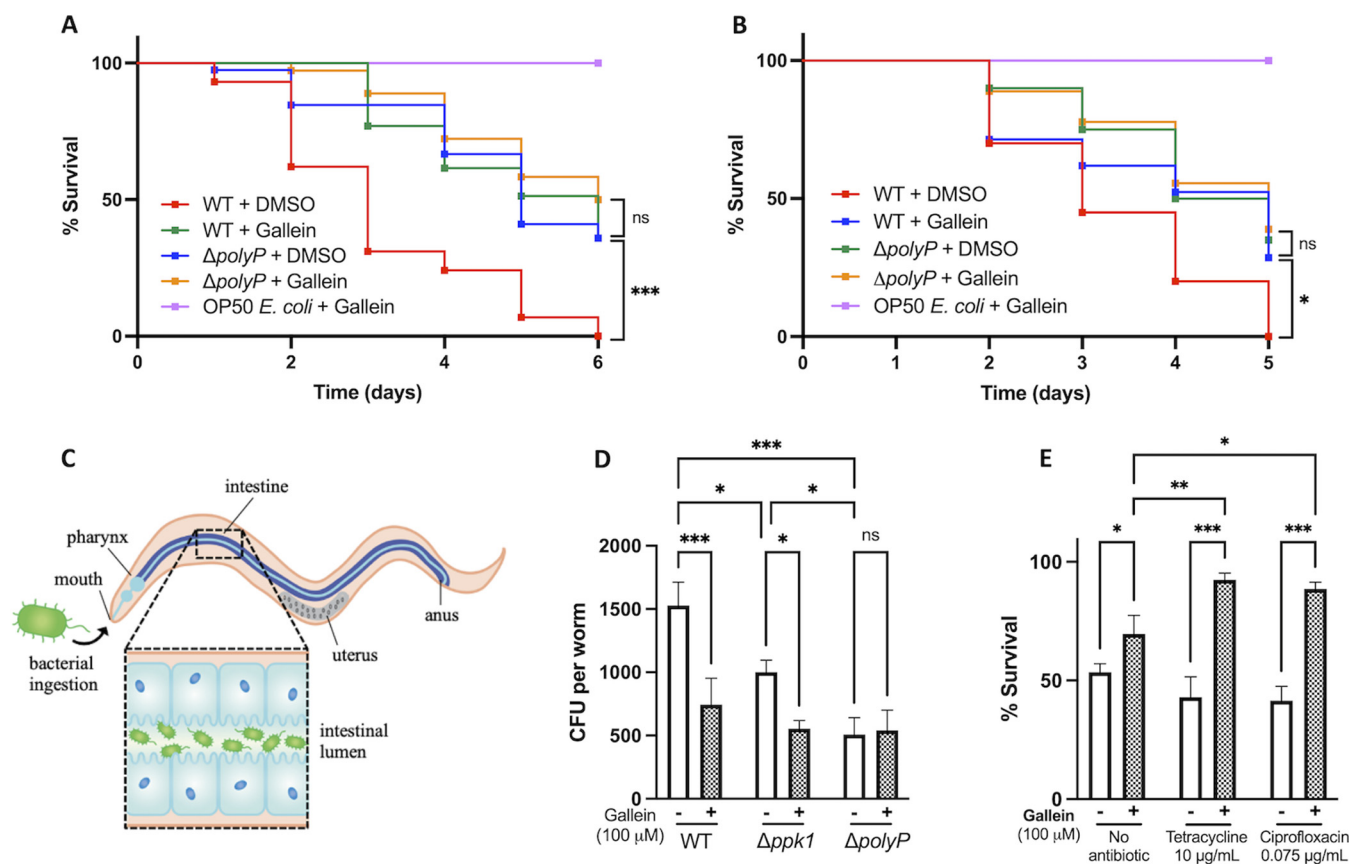 A
% Survival
100
50
0
WT + DMSO
WT + Gallein
ΔpolyP + DMSO
ΔpolyP + Gallein
OP50 E. coli + Gallein
ns
***
0
2
4
6
Time (days)
B
% Survival
100
50
0
WT + DMSO
WT + Gallein
ΔpolyP + DMSO
ΔpolyP + Gallein
OP50 E. coli + Gallein
ns
*
0
1
2
3
4
5
Time (days)
C
intestine
pharynx
mouth
anus
uterus
bacterial
ingestion
intestinal
lumen
D
***
*
*
***
*
ns
CFU per worm
2000
1500
1000
500
0
Gallein
(100 µM)
- + - + - +
WT
Δppk1
ΔpolyP
E
*
**
*
***
***
% Survival
100
50
0
Gallein
(100 µM)
- + - + - +
No
antibiotic
Tetracycline
10 µg/mL
Ciprofloxacin
0.075 µg/mL